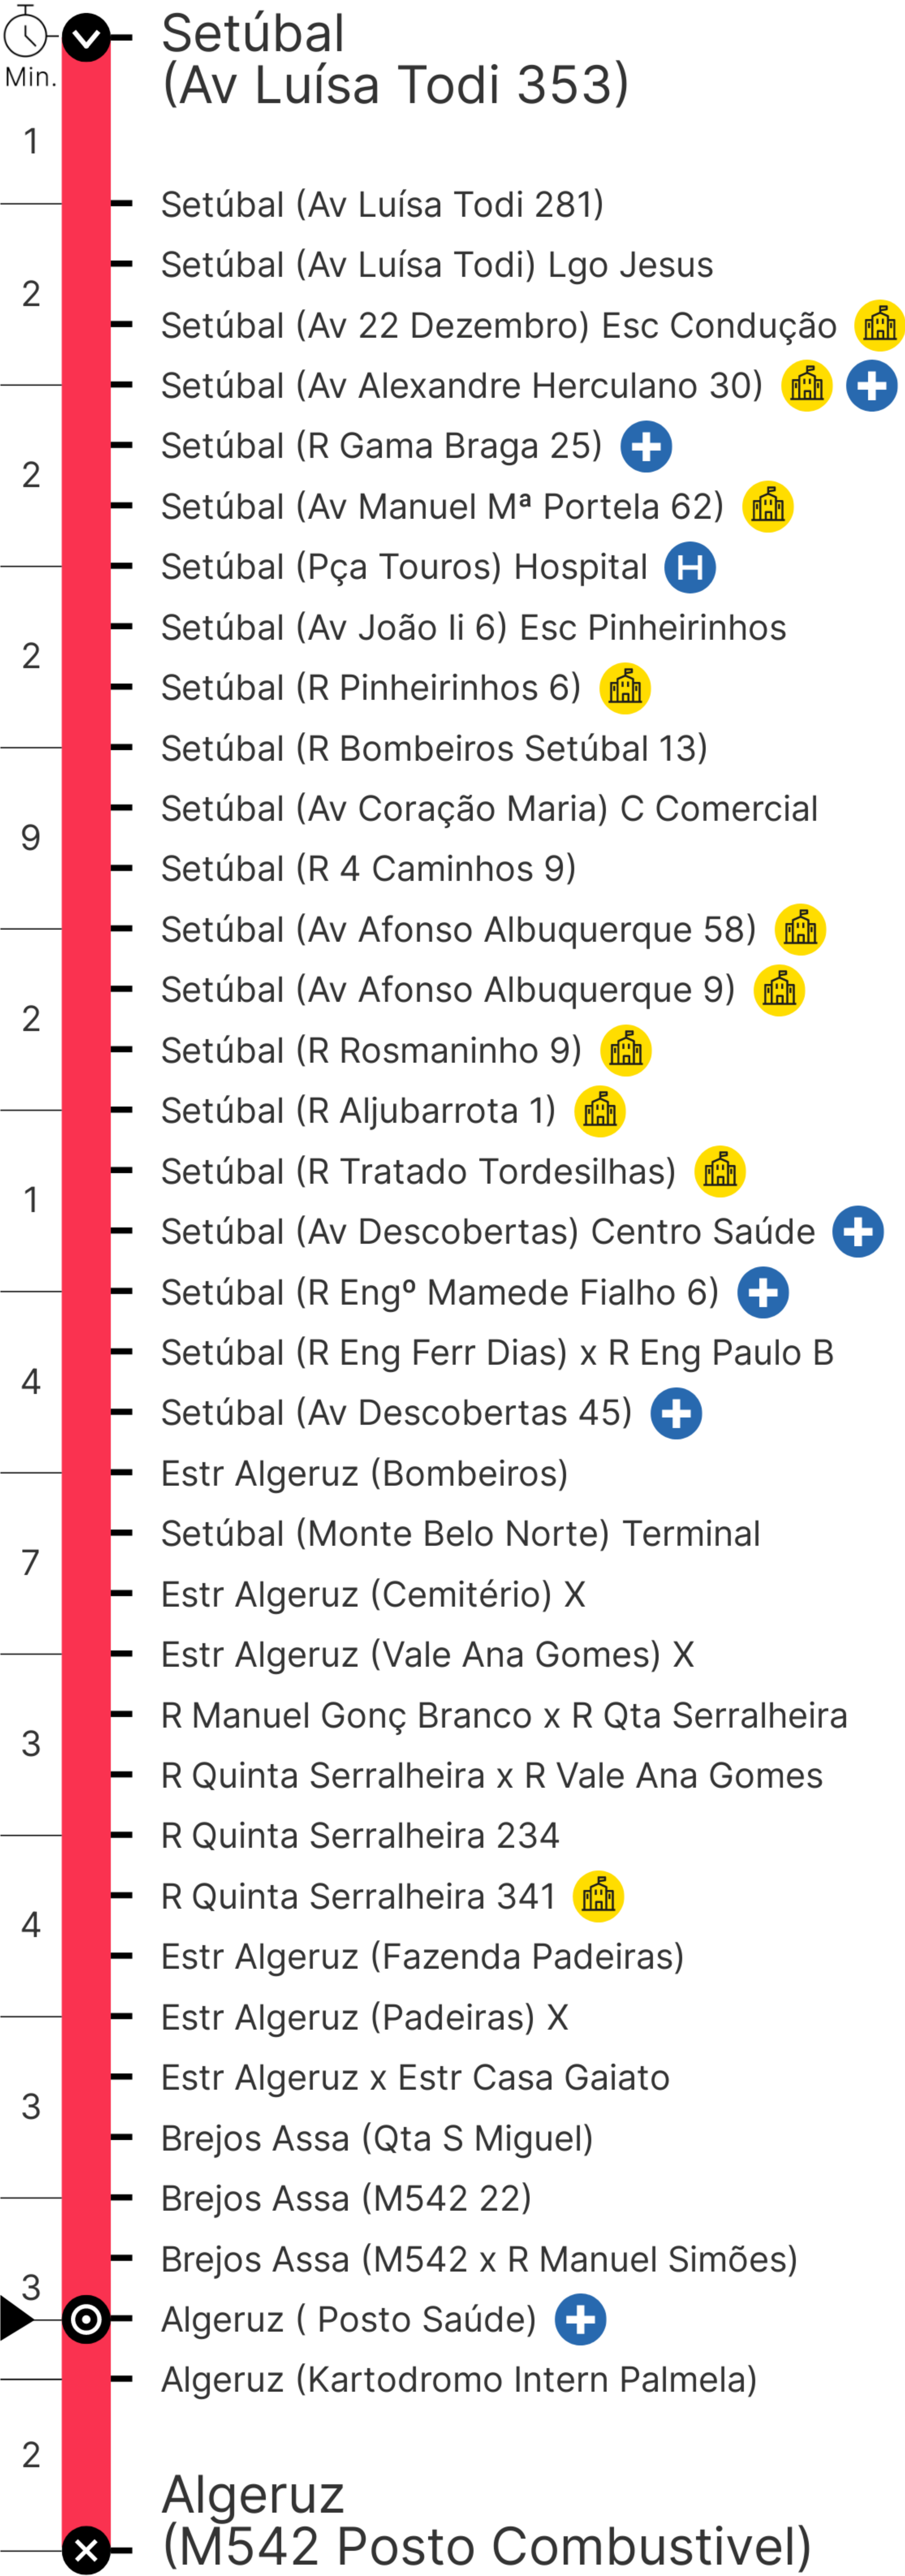 Setúbal
(Av Luísa Todi 353)
Min.
1
Setúbal (Av Luísa Todi 281)
Setúbal (Av Luísa Todi) Lgo Jesus
2
Setúbal (Av 22 Dezembro) Esc Condução
Setúbal (Av Alexandre Herculano 30)
Setúbal (R Gama Braga 25)
2
Setúbal (Av Manuel Mª Portela 62)
Setúbal (Pça Touros) Hospital H
Setúbal (Av João Ii 6) Esc Pinheirinhos
2
Setúbal (R Pinheirinhos 6)
Setúbal (R Bombeiros Setúbal 13)
Setúbal (Av Coração Maria) C Comercial
9
Setúbal (R 4 Caminhos 9)
Setúbal (Av Afonso Albuquerque 58)
Setúbal (Av Afonso Albuquerque 9)
2
Setúbal (R Rosmaninho 9)
Setúbal (R Aljubarrota 1)
Setúbal (R Tratado Tordesilhas)
1
Setúbal (Av Descobertas) Centro Saúde
Setúbal (R Engº Mamede Fialho 6)
Setúbal (R Eng Ferr Dias) x R Eng Paulo B
4
Setúbal (Av Descobertas 45)
Estr Algeruz (Bombeiros)
Setúbal (Monte Belo Norte) Terminal
7
Estr Algeruz (Cemitério) X
Estr Algeruz (Vale Ana Gomes) X
R Manuel Gonç Branco x R Qta Serralheira
3
R Quinta Serralheira x R Vale Ana Gomes
R Quinta Serralheira 234
R Quinta Serralheira 341
4
Estr Algeruz (Fazenda Padeiras)
Estr Algeruz (Padeiras) X
Estr Algeruz x Estr Casa Gaiato
3
Brejos Assa (Qta S Miguel)
Brejos Assa (M542 22)
Brejos Assa (M542 x R Manuel Simões)
3
Algeruz ( Posto Saúde)
Algeruz (Kartodromo Intern Palmela)
2
Algeruz
(M542 Posto Combustivel)